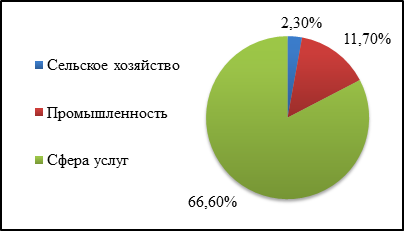 2,30%
11,70%
Сельское хозяйство
Промышленность
Сфера услуг
66,60%